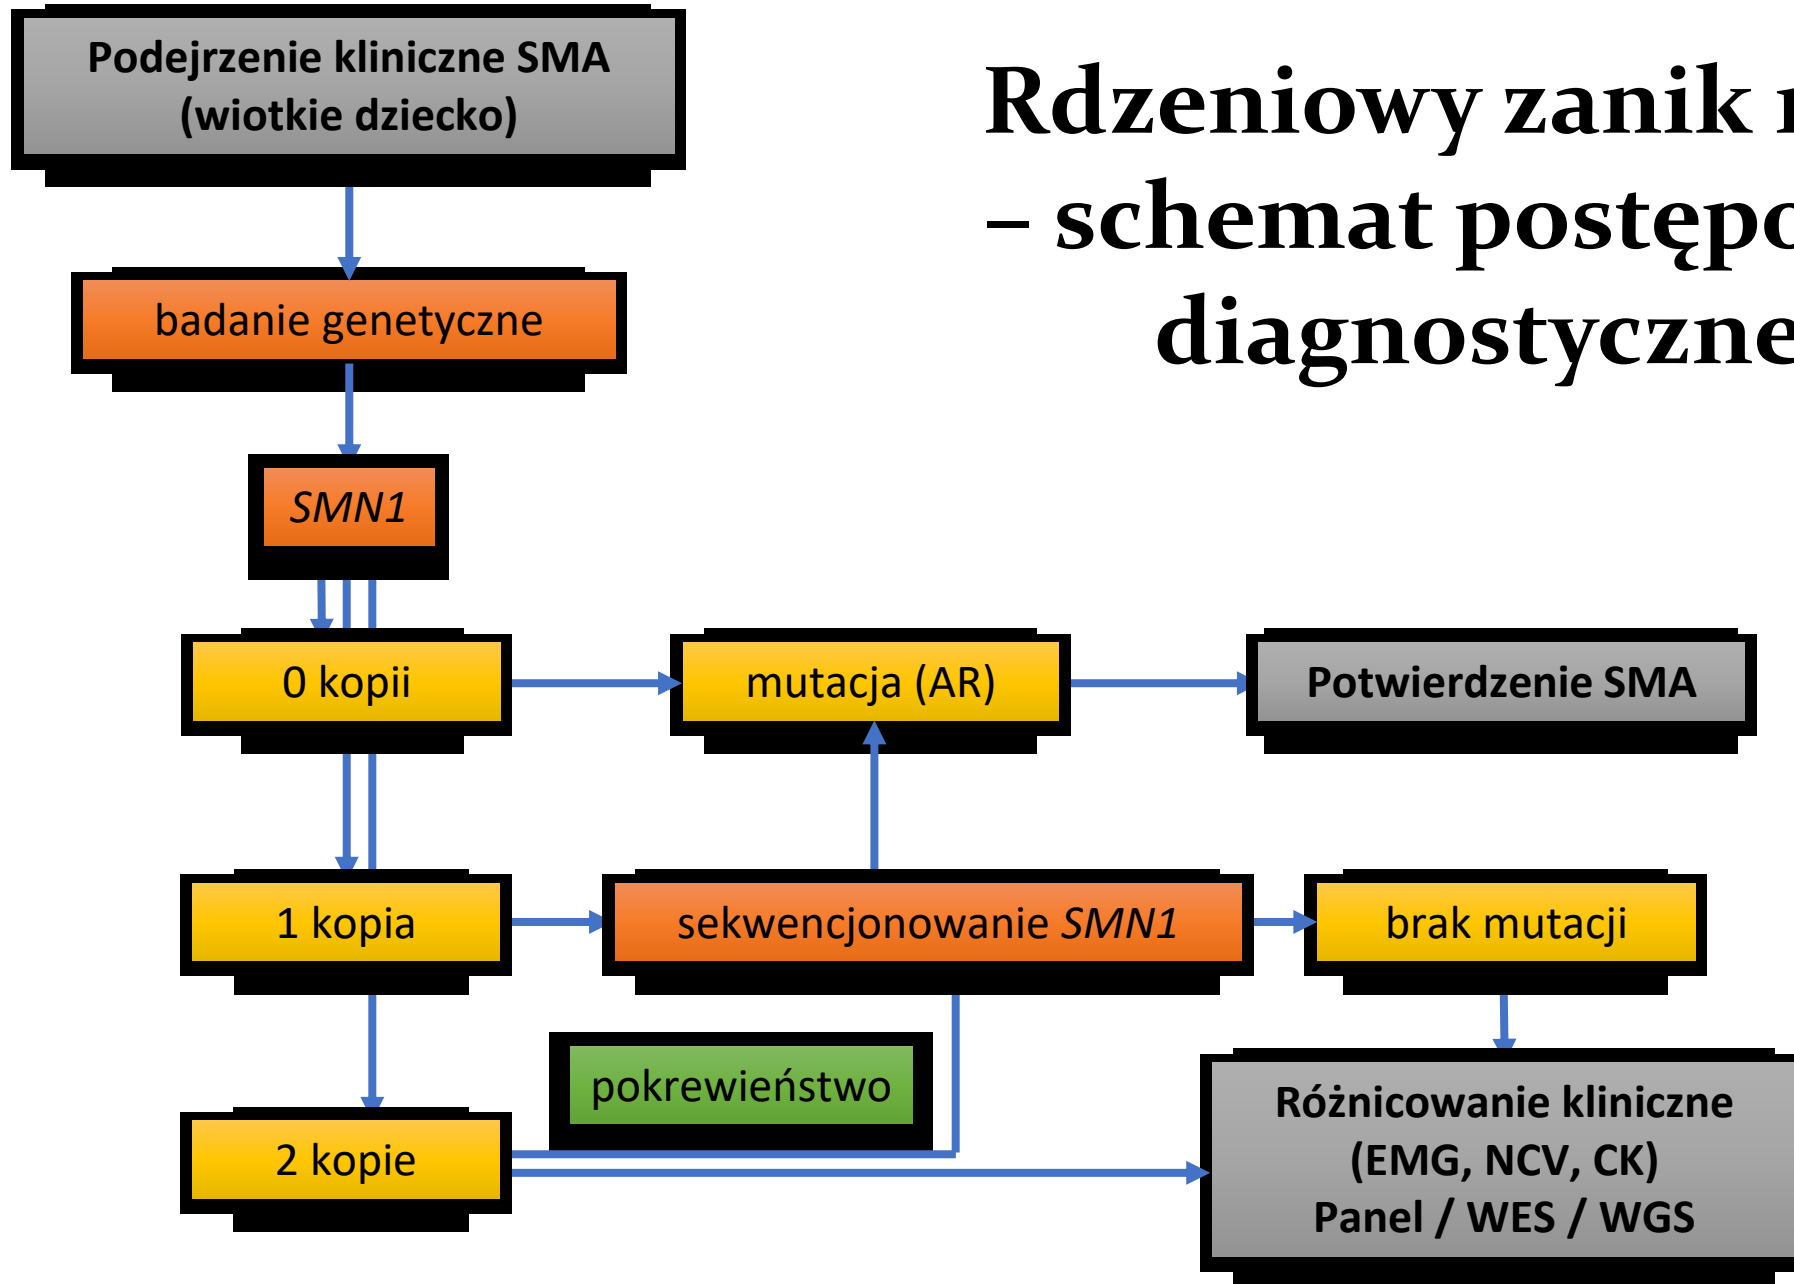 Podejrzenie kliniczne SMA
(wiotkie dziecko)
Rdzeniowy zanik
– schemat postępo
diagnostyczne
badanie genetyczne
SMN1
0 kopii
mutacja (AR)
Potwierdzenie SMA
1 kopia
sekwencjonowanie SMN1
brak mutacji
pokrewieństwo
2 kopie
Różnicowanie kliniczne
(EMG, NCV, CK)
Panel / WES / WGS